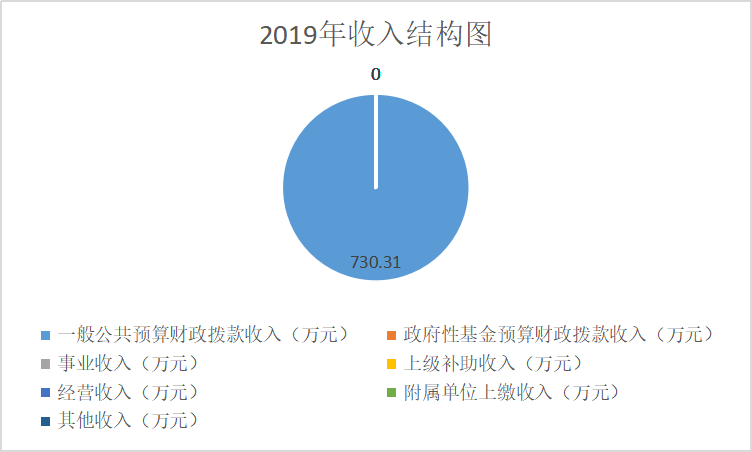 2019年收入结构图
0
730.31
一般公共预算财政拨款收入（万元）
政府性基金预算财政拨款收入（万元）
事业收入（万元）
上级补助收入（万元）
经营收入（万元）
附属单位上缴收入（万元）
其他收入（万元）